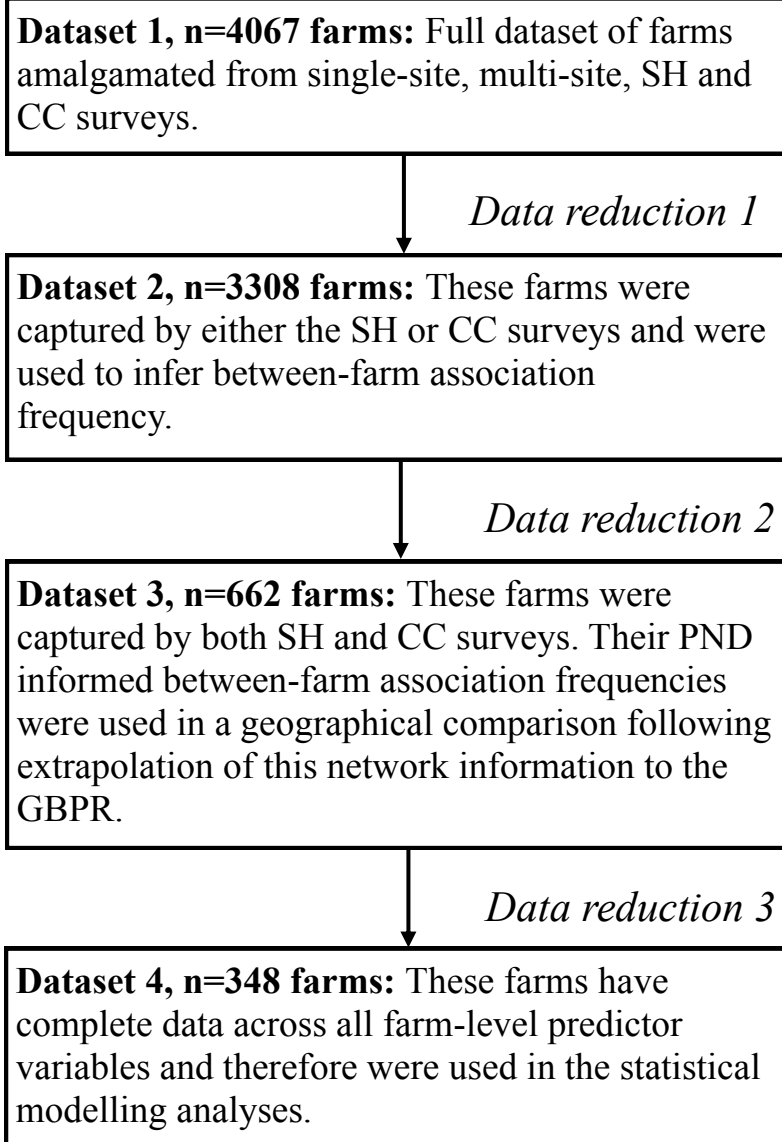 Dataset 1, n=4067 farms: Full dataset of farms
amalgamated from single-site, multi-site, SH and
CC surveys.
Data reduction 1
Dataset 2, n=3308 farms: These farms were
captured by either the SH or CC surveys and were
used to infer between-farm association
frequency.
Data reduction 2
Dataset 3, n=662 farms: These farms were
captured by both SH and CC surveys. Their PND
informed between-farm association frequencies
were used in a geographical comparison following
extrapolation of this network information to the
GBPR.
Data reduction 3
Dataset 4, n=348 farms: These farms have
complete data across all farm-level predictor
variables and therefore were used in the statistical
modelling analyses.